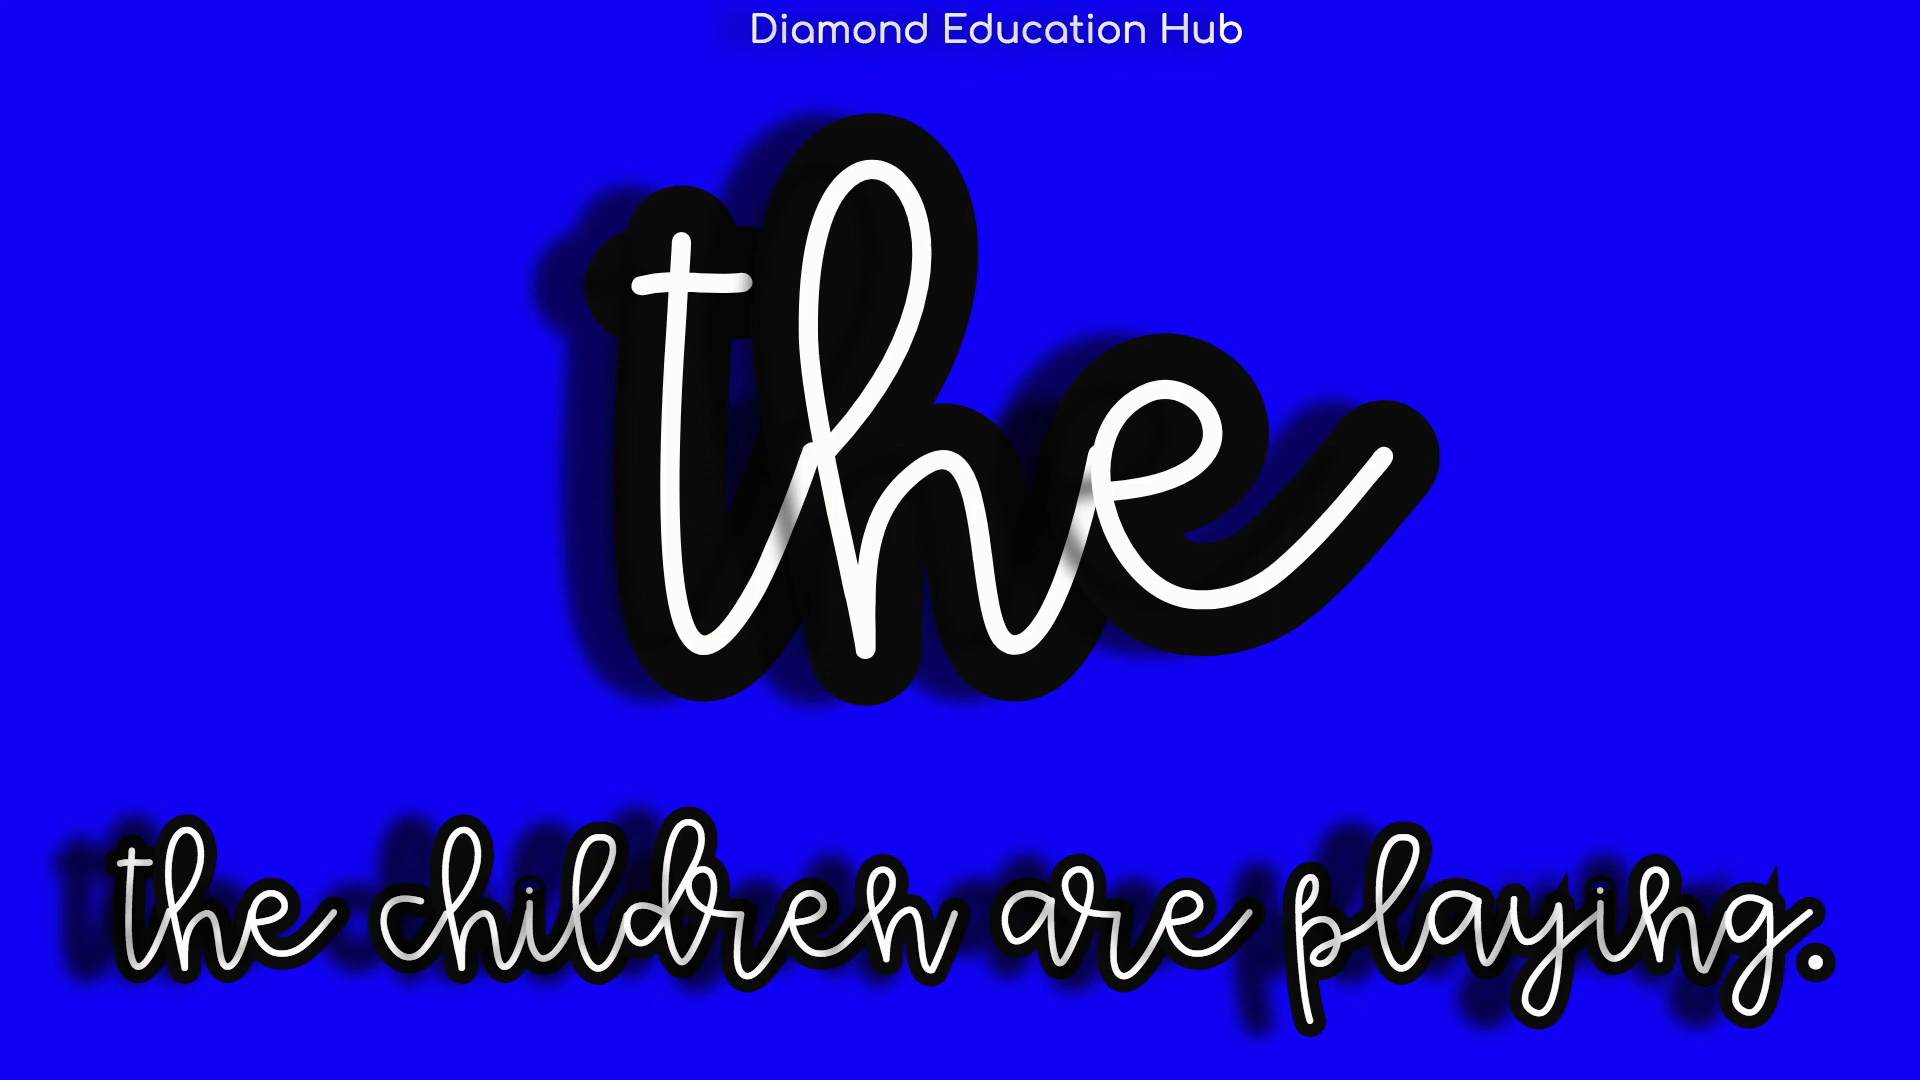 Diamond Education Hub
the
the children are playing.